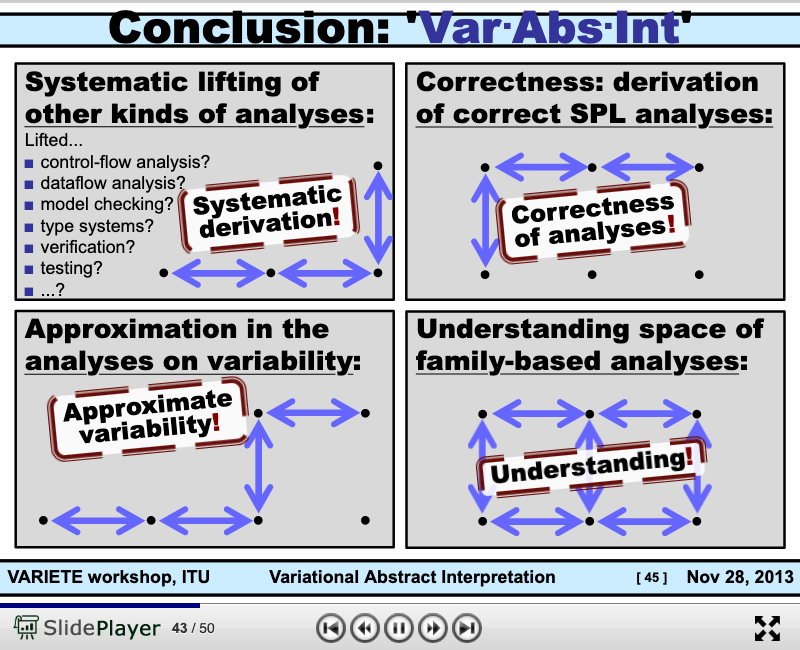 Conclusion: 'Var·Abs·Int'
Systematic lifting of
other kinds of analyses:
Lifted...
control-flow analysis?
dataflow analysis?
model checking?
type systems?
verification?
testing?
...?
Systematic
derivation!
Correctness: derivation
of correct SPL analyses:
Correctness
of analyses!
Approximation in the
analyses on variability:
Approximate
variability!
Understanding space of
family-based analyses:
Understanding!
VARIETE workshop, ITU
Variational Abstract Interpretation
[ 45 ]
Nov 28, 2013
SlidePlayer
43 / 50